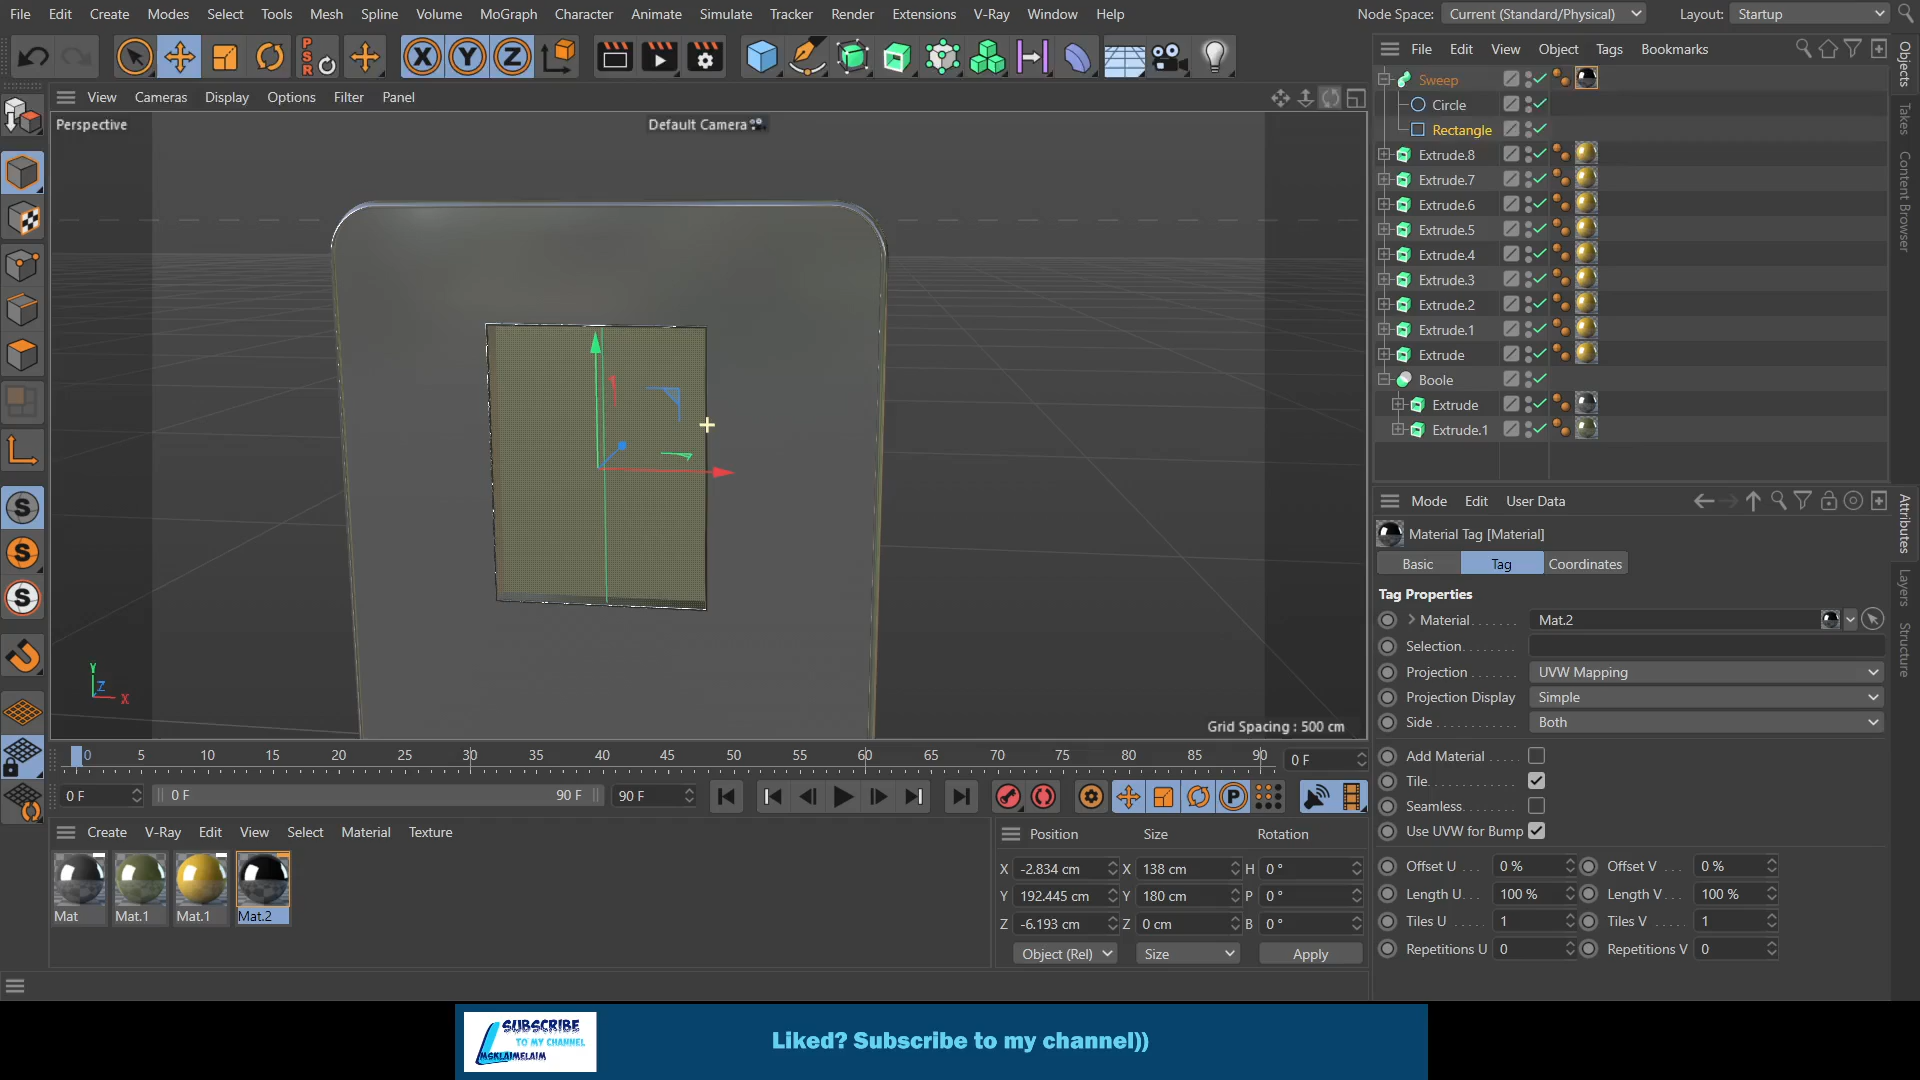 File Edit Create Modes Select Tools Mesh Spline Volume MoGraph Character Animate Simulate Tracker Render Extensions V-Ray Window Help
Node Space: Current (Standard/Physical) Layout: Startup
PSR X Y Z
File Edit View Object Tags Bookmarks
View Cameras Display Options Filter Panel
Perspective Default Camera
Sweep
Circle
Rectangle
Extrude.8
Extrude.7
Extrude.6
Extrude.5
Extrude.4
Extrude.3
Extrude.2
Extrude.1
Extrude
Boole
Extrude
Extrude.1
Objects
Takes
Content Browser
S
S
S
Y
Z
X
Grid Spacing : 500 cm
Mode Edit User Data
Material Tag [Material]
Basic Tag Coordinates
Tag Properties
Material Mat.2
Selection
Projection UVW Mapping
Projection Display Simple
Side Both
Add Material
Tile
Seamless
Use UVW for Bump
Offset U 0 % Offset V 0 %
Length U 100 % Length V 100 %
Tiles U 1 Tiles V 1
Repetitions U 0 Repetitions V 0
Attributes
Layers
Structure
0 5 10 15 20 25 30 35 40 45 50 55 60 65 70 75 80 85 90 0 F
0 F 0 F 90 F 90 F P
Create V-Ray Edit View Select Material Texture
Mat Mat.1 Mat.1 Mat.2
Position Size Rotation
X -2.834 cm X 138 cm H 0 °
Y 192.445 cm Y 180 cm P 0 °
Z -6.193 cm Z 0 cm B 0 °
Object (Rel) Size Apply
SUBSCRIBE
TO MY CHANNEL
MSKLAIMELAIM
Liked? Subscribe to my channel))